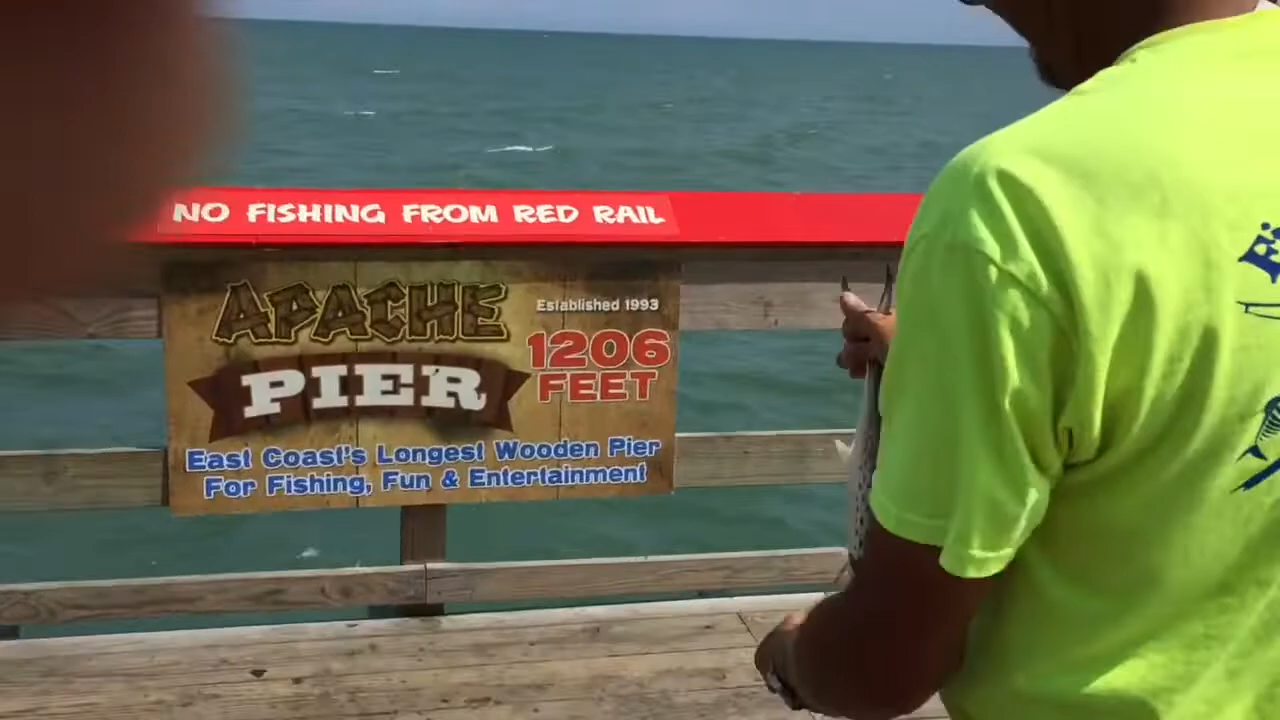 NO FISHING FROM RED RAIL
APACHE
PIER
Established 1993
1206
FEET
East Coast's Longest Wooden Pier
For Fishing, Fun & Entertainment